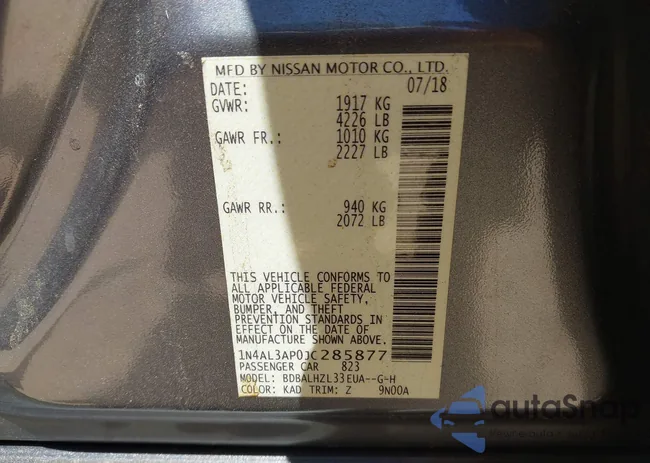 MFD BY NISSAN MOTOR CO., LTD.
DATE: 07/18
GVWR: 1917 KG
4226 LB
GAWR FR.: 1010 KG
2227 LB
GAWR RR.: 940 KG
2072 LB
THIS VEHICLE CONFORMS TO
ALL APPLICABLE FEDERAL
MOTOR VEHICLE SAFETY,
BUMPER, AND THEFT
PREVENTION STANDARDS IN
EFFECT ON THE DATE OF
MANUFACTURE SHOWN ABOVE.
1N4AL3AP0JC285877
PASSENGER CAR 823
MODEL: BDBALHZL33EUA--G-H
COLOR: KAD TRIM: Z 9N00A
autoSnap